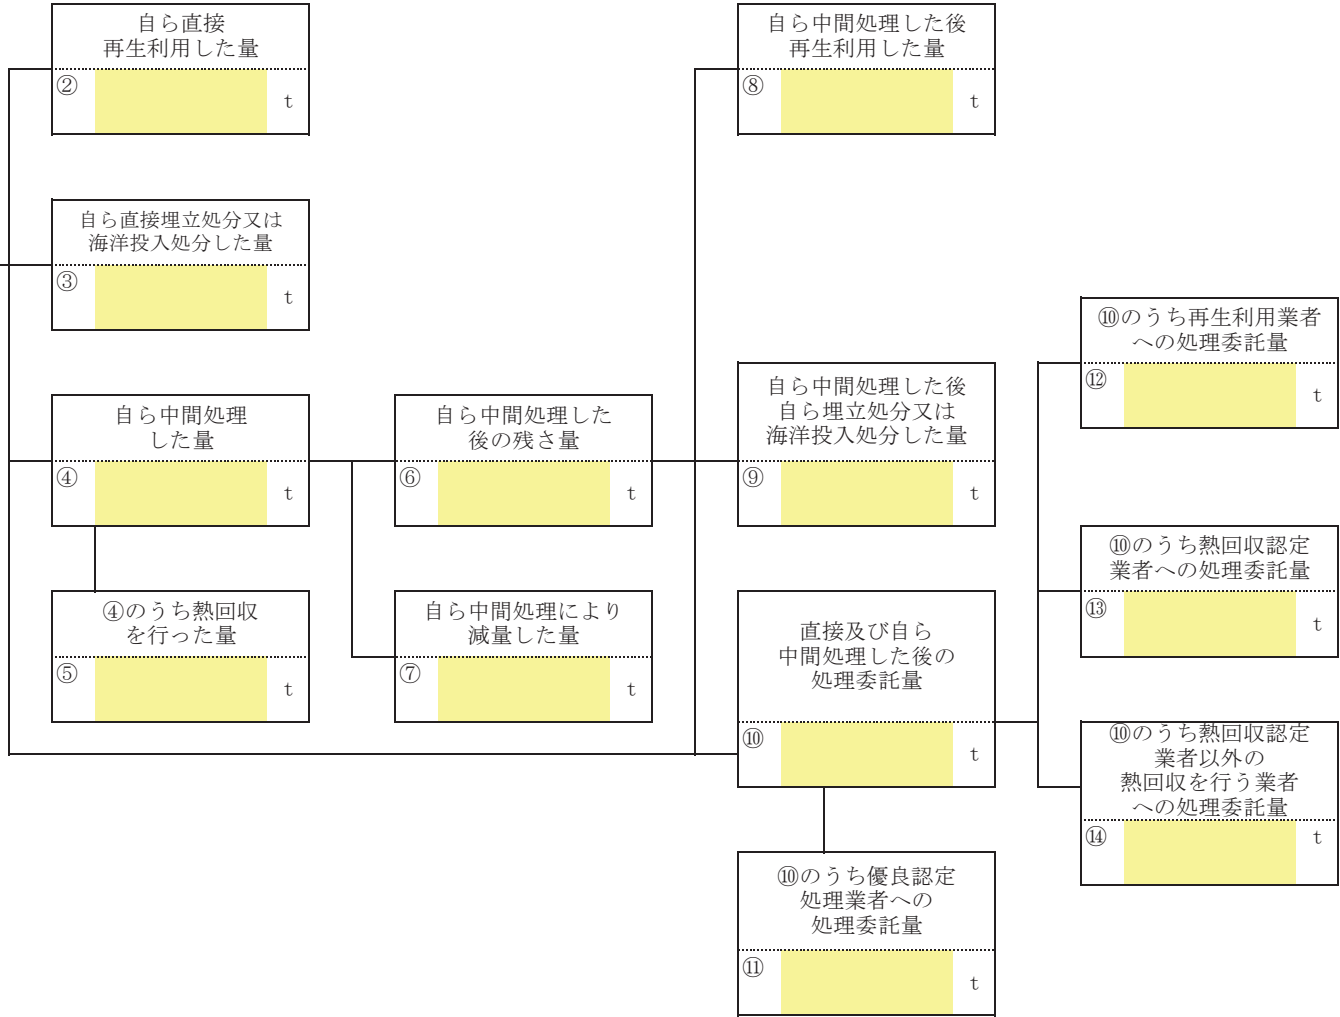 自ら直接
再生利用した量
②
t
自ら直接埋立処分又は
海洋投入処分した量
③
t
自ら中間処理
した量
④
t
④のうち熱回収
を行った量
⑤
t
自ら中間処理した
後の残さ量
⑥
t
自ら中間処理により
減量した量
⑦
t
自ら中間処理した後
再生利用した量
⑧
t
自ら中間処理した後
自ら埋立処分又は
海洋投入処分した量
⑨
t
直接及び自ら
中間処理した後の
処理委託量
⑩
t
⑩のうち優良認定
処理業者への
処理委託量
⑪
t
⑩のうち再生利用業者
への処理委託量
⑫
t
⑩のうち熱回収認定
業者への処理委託量
⑬
t
⑩のうち熱回収認定
業者以外の
熱回収を行う業者
への処理委託量
⑭
t